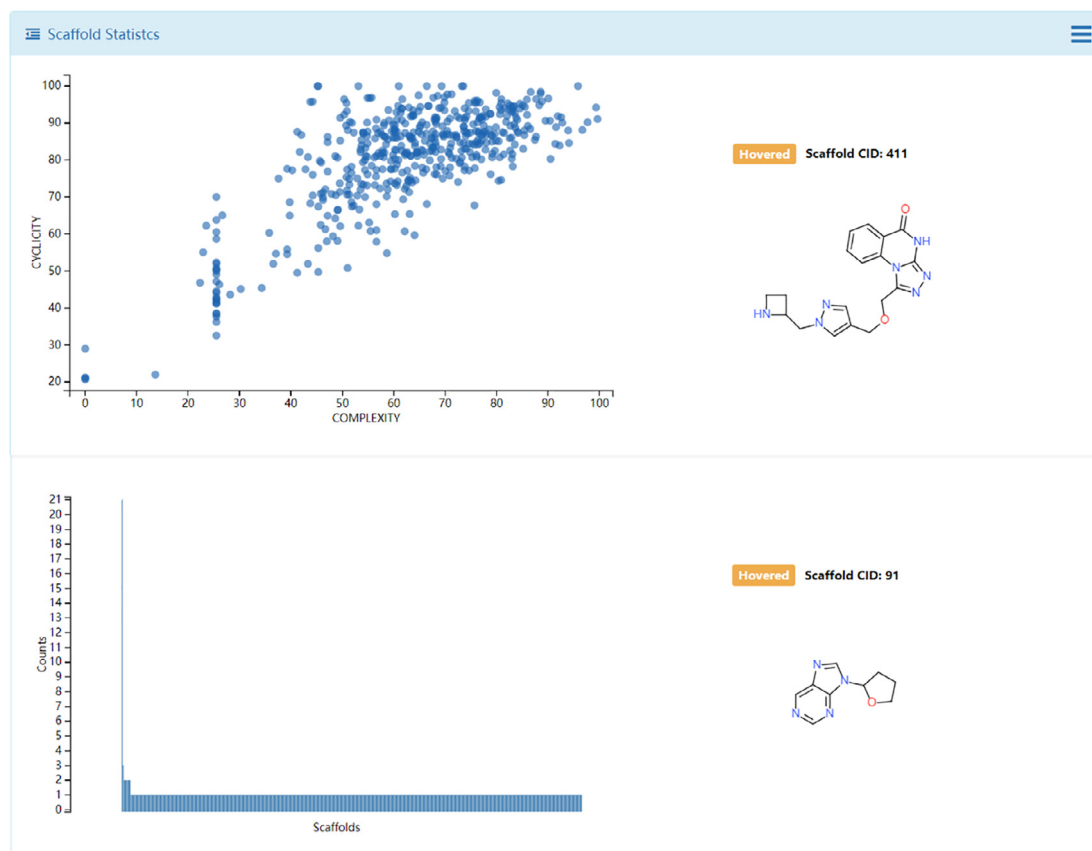 Scaffold Statistcs
100
90
80
70
60
50
40
30
20
CYCLICITY
0 10 20 30 40 50 60 70 80 90 100
COMPLEXITY
Hovered Scaffold CID: 411
O
NH
N
N
N
O
N
N
HN
21
20
19
18
17
16
15
14
13
12
11
10
9
8
7
6
5
4
3
2
1
0
Counts
Scaffolds
Hovered Scaffold CID: 91
N
N
O
N
N